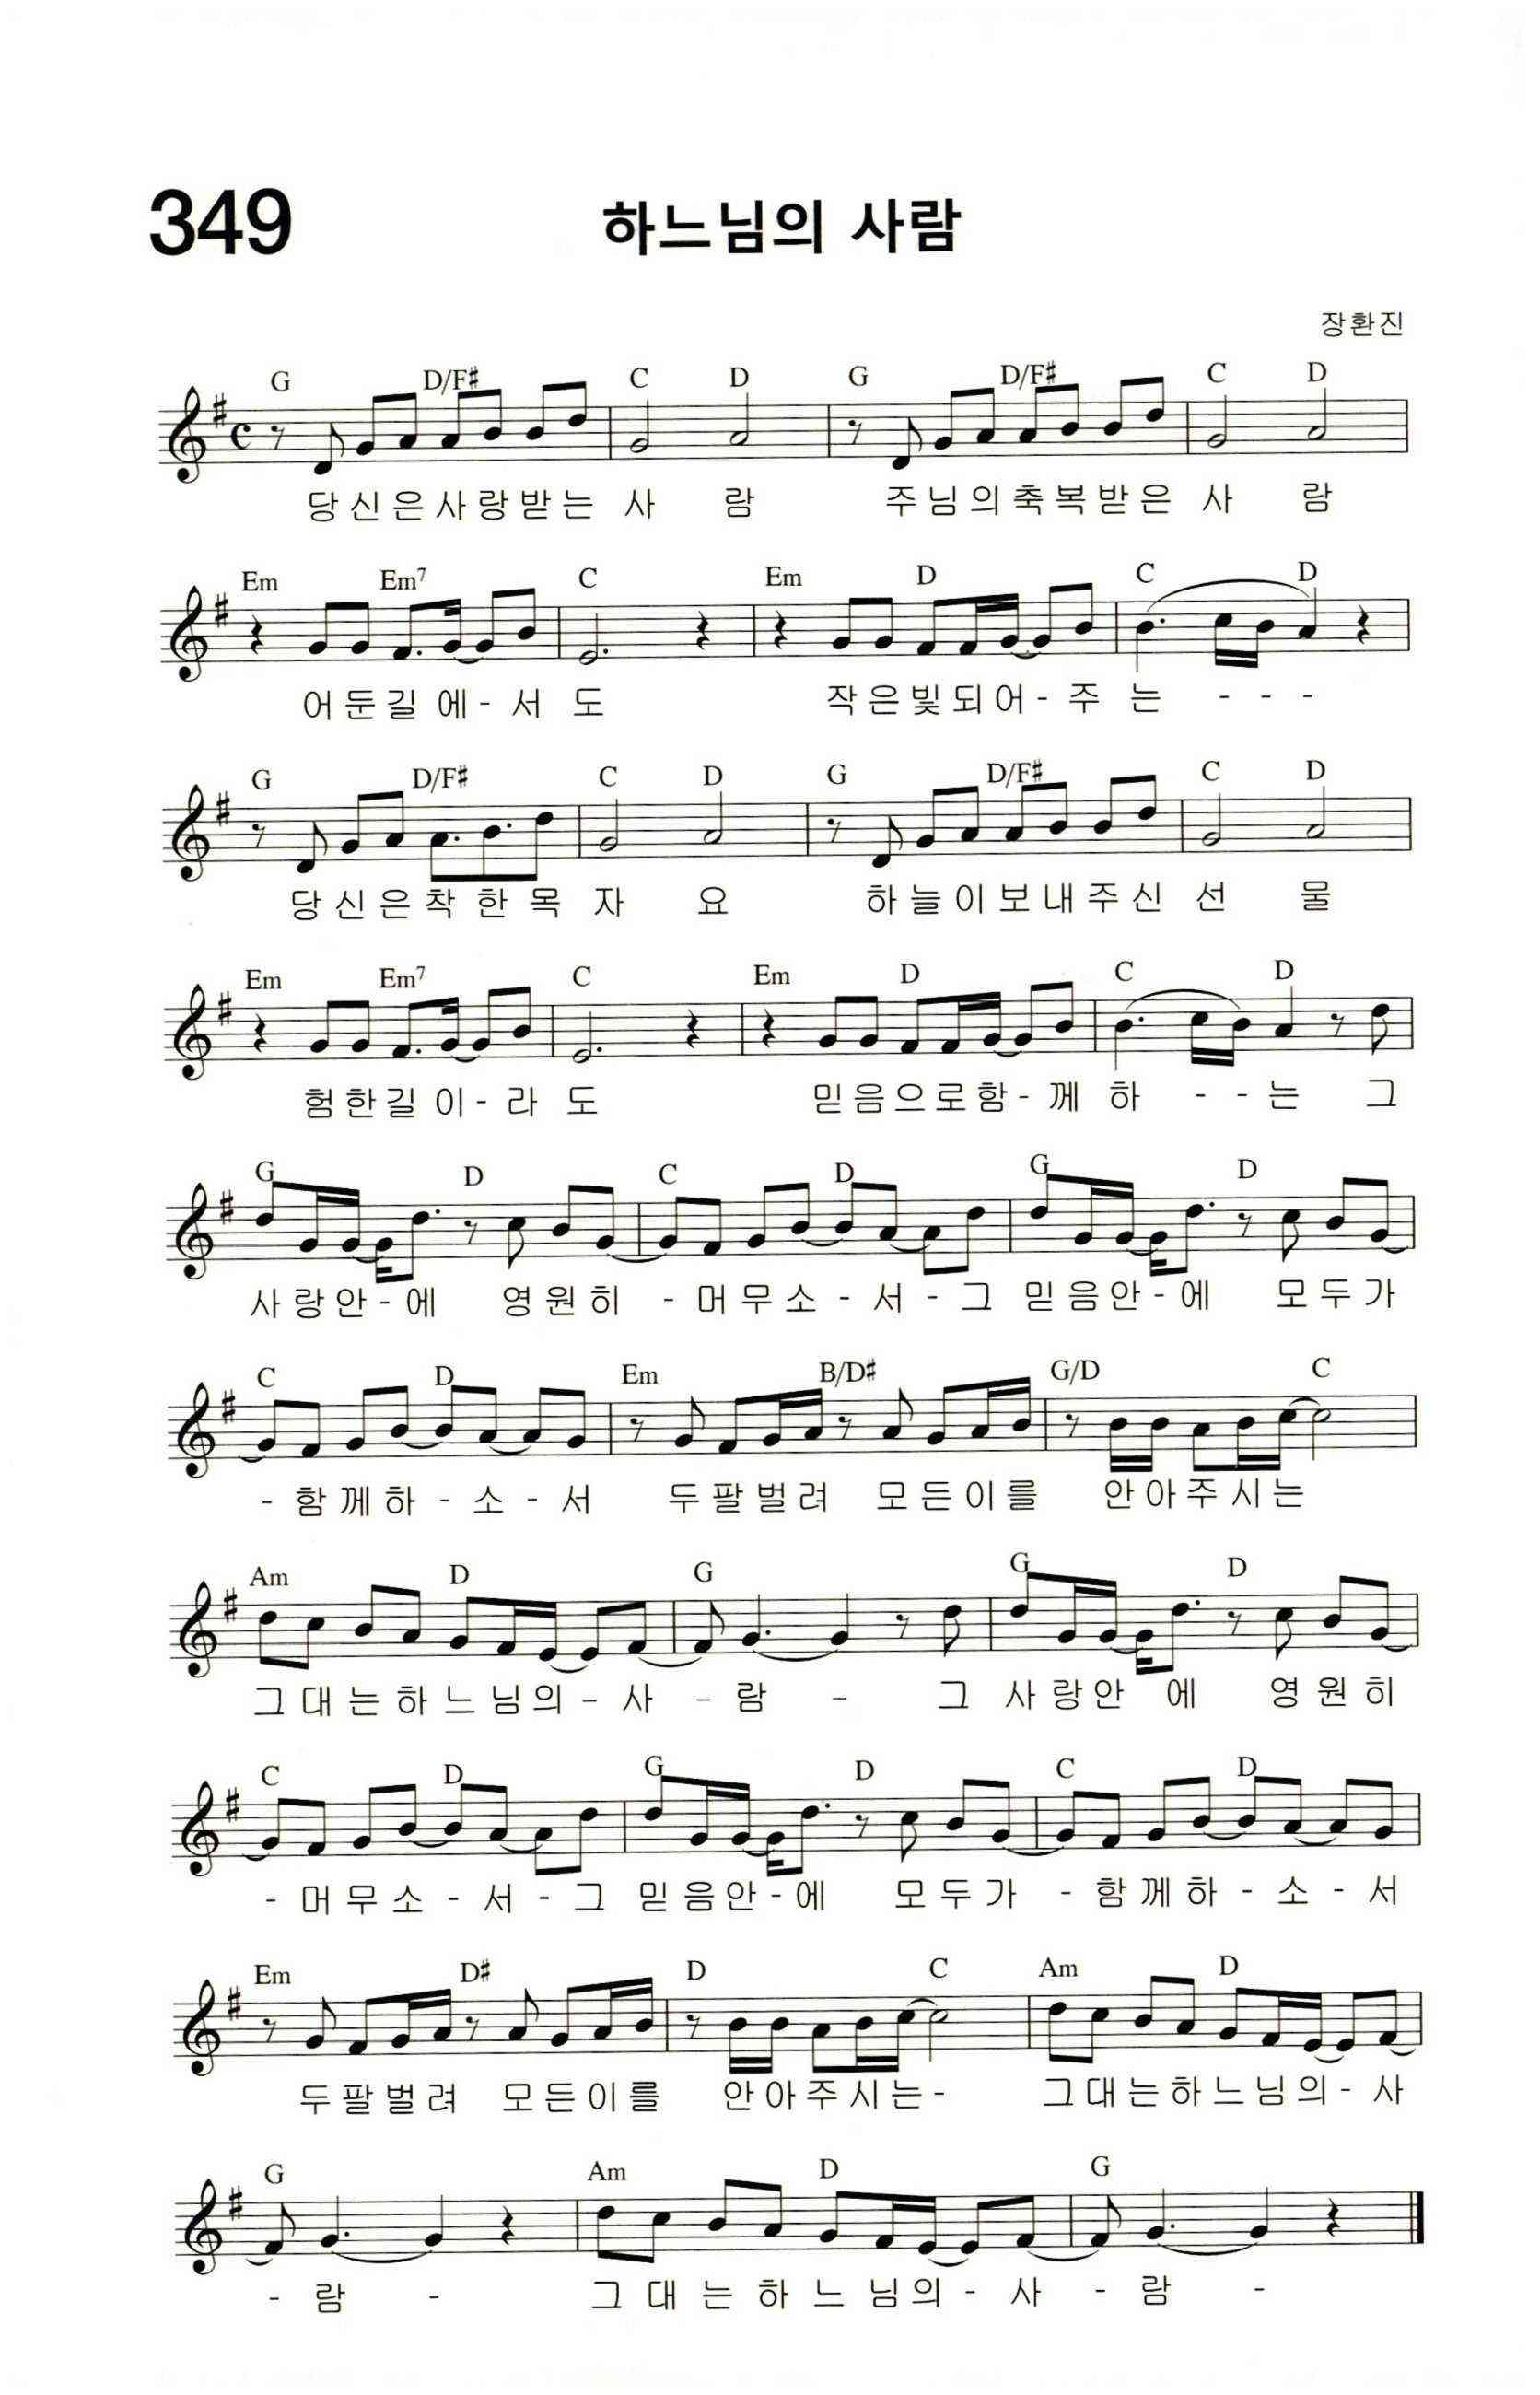 349
하느님의 사람
장환진
G D/F# C D G D/F# C D
당신은사랑받는 사 람 주님의축복받은 사 람
Em Em7 C Em D C D
어둔길 에- 서 도 작은빛되어- 주 는 - - -
G D/F# C D G D/F# C D
당신은착 한 목 자 요 하늘이보내주신 선 물
Em Em7 C Em D C D
험한길 이- 라 도 믿음으로함- 께 하 - - 는 그
G D C D G D
사랑안-에 영원히 - 머무소 - 서 - 그 믿음안-에 모두가
C D Em B/D# G/D C
- 함께하 - 소 - 서 두팔벌려 모든이를 안아주시는
Am D G G D
그대는하느님의 - 사 - 람 - 그 사랑안 에 영원히
C D G D C D
- 머무소 - 서 - 그 믿음안-에 모두가 - 함께하 - 소 - 서
Em D# D C Am D
두팔벌려 모든이를 안아주시는- 그대는하느님의- 사
G Am D G
- 람 - 그 대 는 하 느 님의 - 사 - 람 -